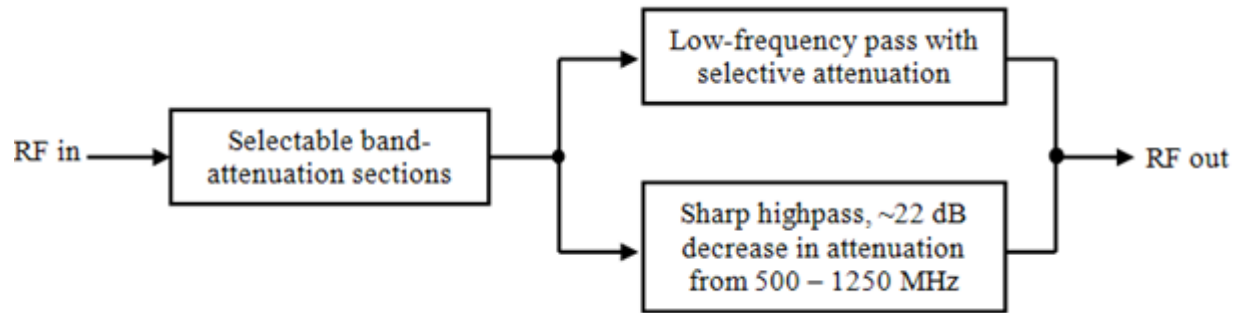 Low-frequency pass with
selective attenuation
RF in
Selectable band-
attenuation sections
RF out
Sharp highpass, ~22 dB
decrease in attenuation
from 500 – 1250 MHz